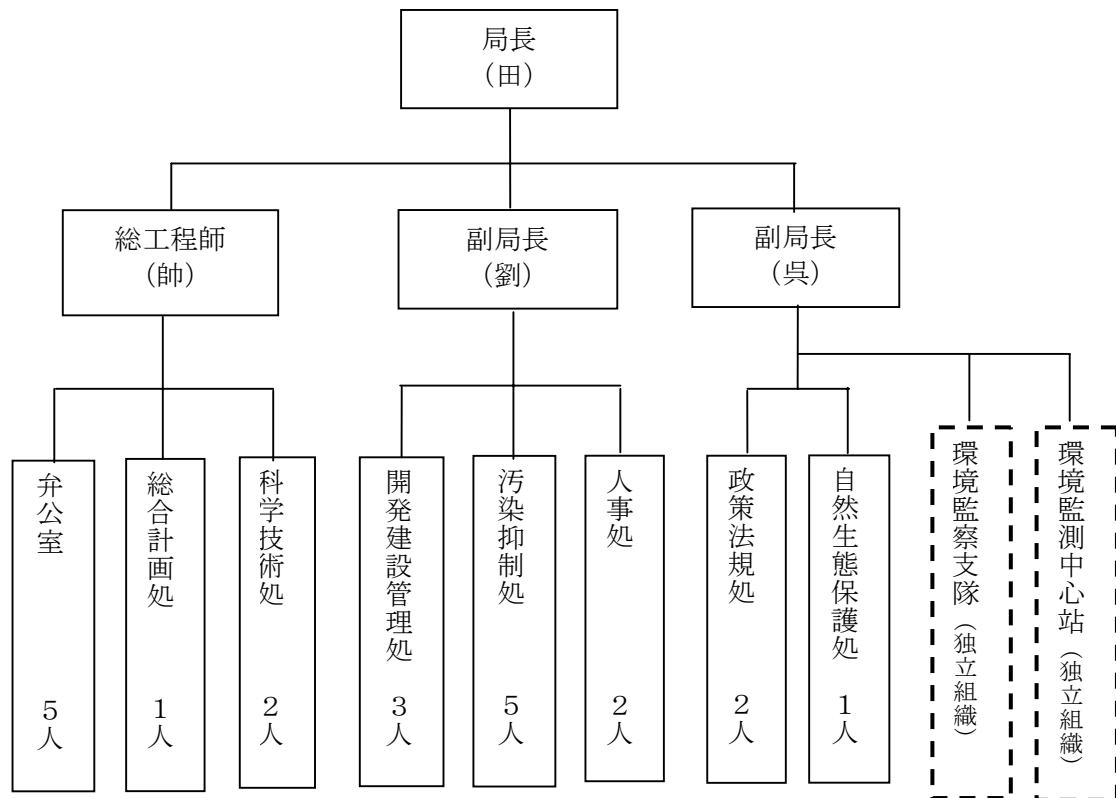 局長
(田)
総工程師
(帥)
副局長
(劉)
副局長
(呉)
弁公室 5人
総合計画処 1人
科学技術処 2人
開発建設管理処 3人
汚染抑制処 5人
人事処 2人
政策法規処 2人
自然生態保護処 1人
環境監察支隊(独立組織)
環境監測中心站(独立組織)